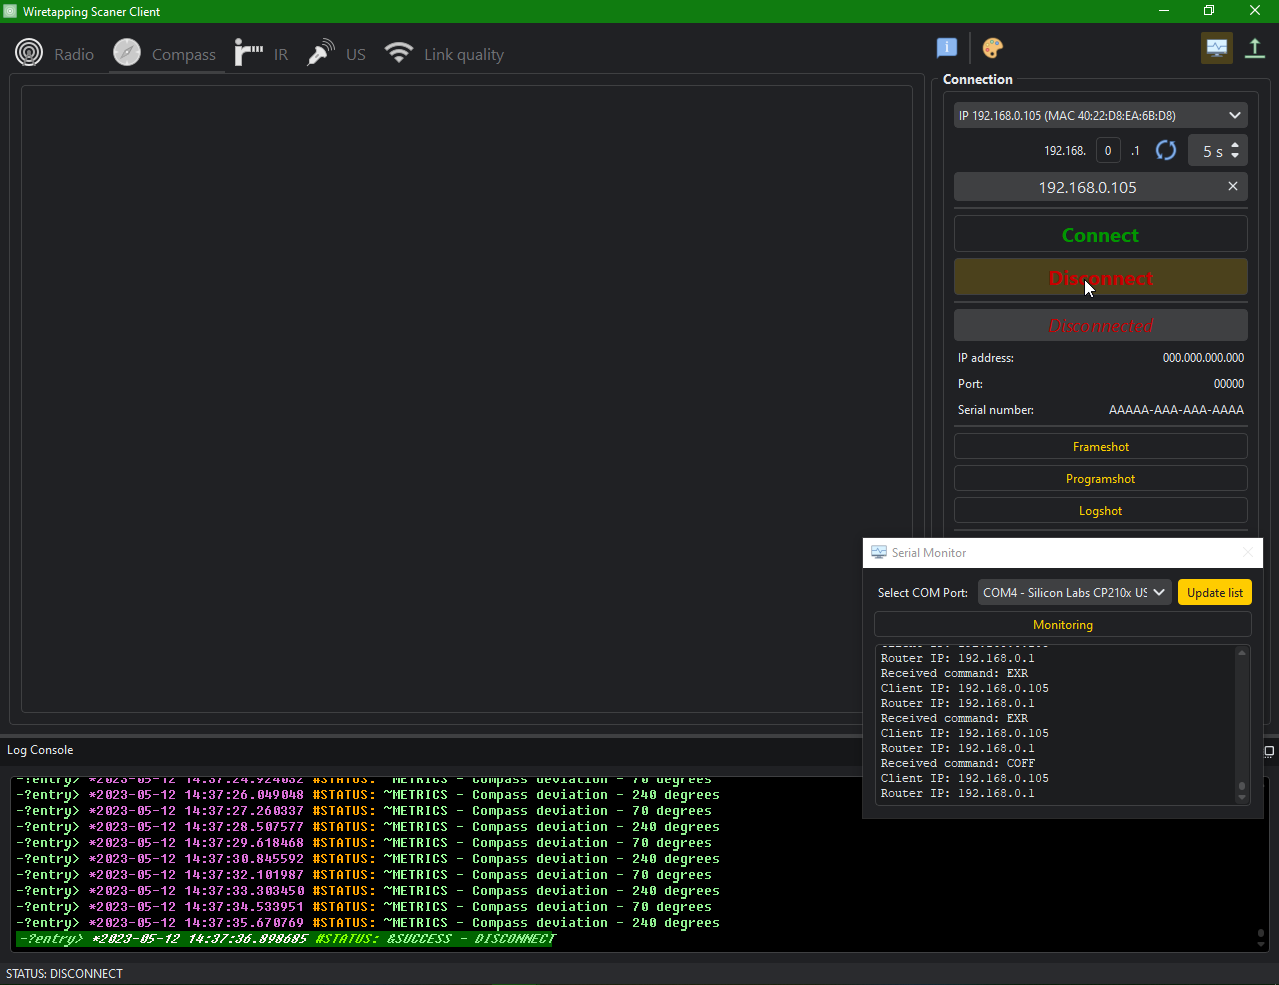 Wiretapping Scaner Client
Radio Compass IR US Link quality
Connection
IP 192.168.0.105 (MAC 40:22:D8:EA:6B:D8)
192.168. 0 .1 5 s
192.168.0.105
Connect
Disconnect
Disconnected
IP address: 000.000.000.000
Port: 00000
Serial number: AAAAA-AAA-AAA-AAAA
Frameshot
Programshot
Logshot
Serial Monitor
Select COM Port: COM4 - Silicon Labs CP210x US Update list
Monitoring
Client IP: 192.168.0.105
Router IP: 192.168.0.1
Received command: EXR
Client IP: 192.168.0.105
Router IP: 192.168.0.1
Received command: EXR
Client IP: 192.168.0.105
Router IP: 192.168.0.1
Received command: COFF
Client IP: 192.168.0.105
Router IP: 192.168.0.1
Log Console
-?entry> *2023-05-12 14:37:24.924032 #STATUS: ~METRICS - Compass deviation - 70 degrees
-?entry> *2023-05-12 14:37:26.049048 #STATUS: ~METRICS - Compass deviation - 240 degrees
-?entry> *2023-05-12 14:37:27.260337 #STATUS: ~METRICS - Compass deviation - 70 degrees
-?entry> *2023-05-12 14:37:28.507577 #STATUS: ~METRICS - Compass deviation - 240 degrees
-?entry> *2023-05-12 14:37:29.618468 #STATUS: ~METRICS - Compass deviation - 70 degrees
-?entry> *2023-05-12 14:37:30.845592 #STATUS: ~METRICS - Compass deviation - 240 degrees
-?entry> *2023-05-12 14:37:32.101987 #STATUS: ~METRICS - Compass deviation - 70 degrees
-?entry> *2023-05-12 14:37:33.303450 #STATUS: ~METRICS - Compass deviation - 240 degrees
-?entry> *2023-05-12 14:37:34.533951 #STATUS: ~METRICS - Compass deviation - 70 degrees
-?entry> *2023-05-12 14:37:35.670769 #STATUS: ~METRICS - Compass deviation - 240 degrees
-?entry> *2023-05-12 14:37:36.898685 #STATUS: &SUCCESS - DISCONNECT
STATUS: DISCONNECT